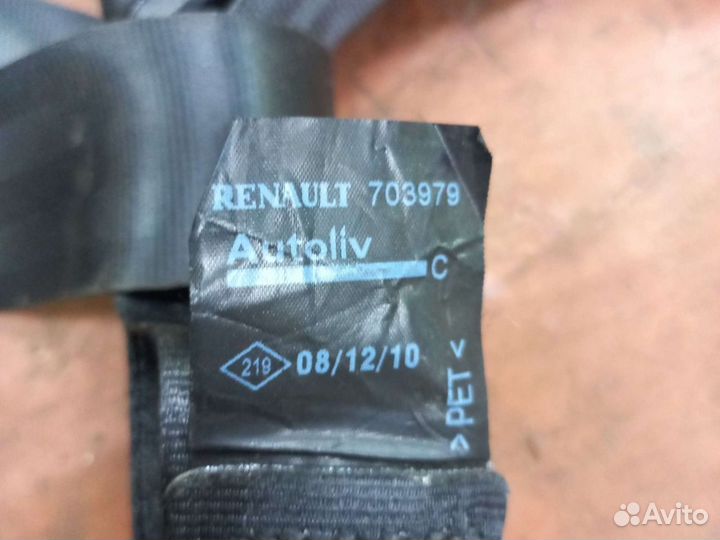 RENAULT 703979
Autoliv
C
219 08/12/10
>PET<
Avito